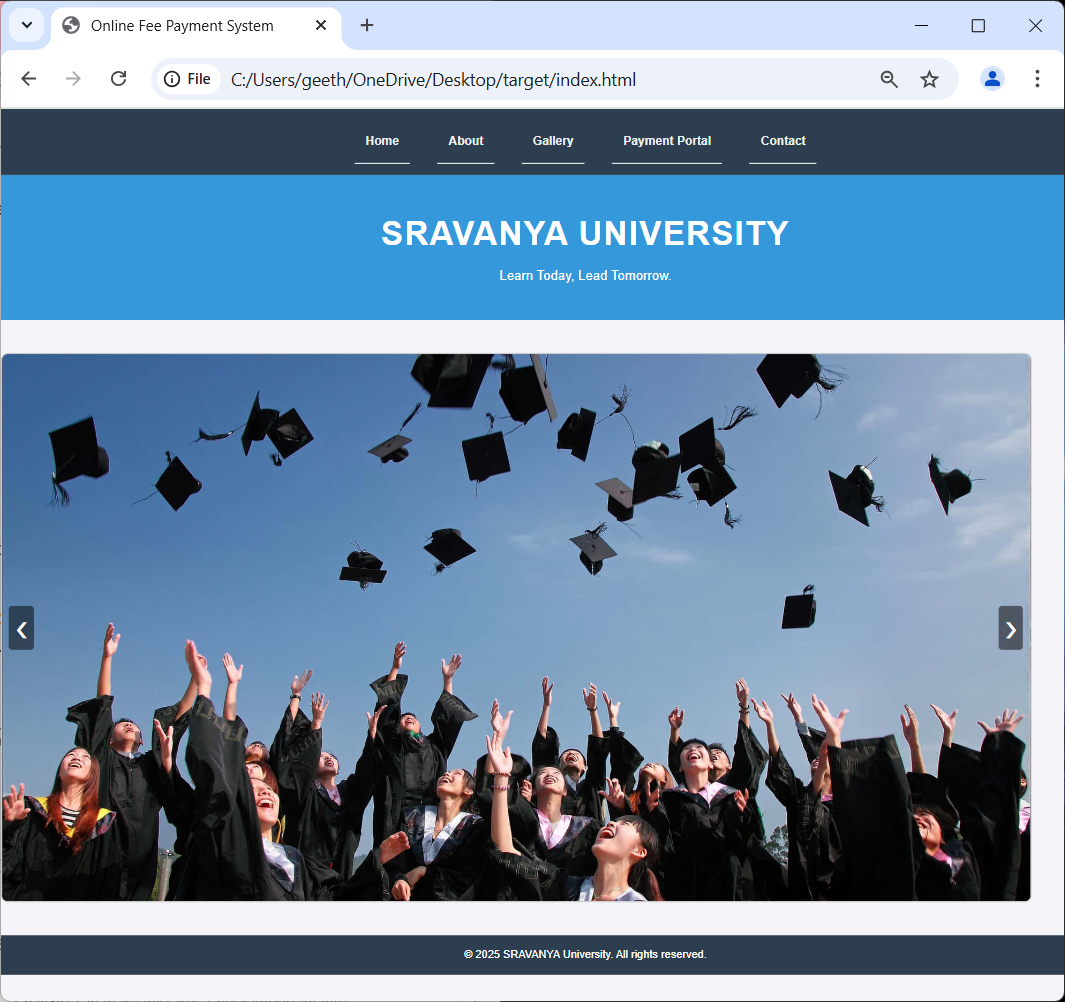 Online Fee Payment System
File C:/Users/geeth/OneDrive/Desktop/target/index.html
Home About Gallery Payment Portal Contact
SRAVANYA UNIVERSITY
Learn Today, Lead Tomorrow.
© 2025 SRAVANYA University. All rights reserved.